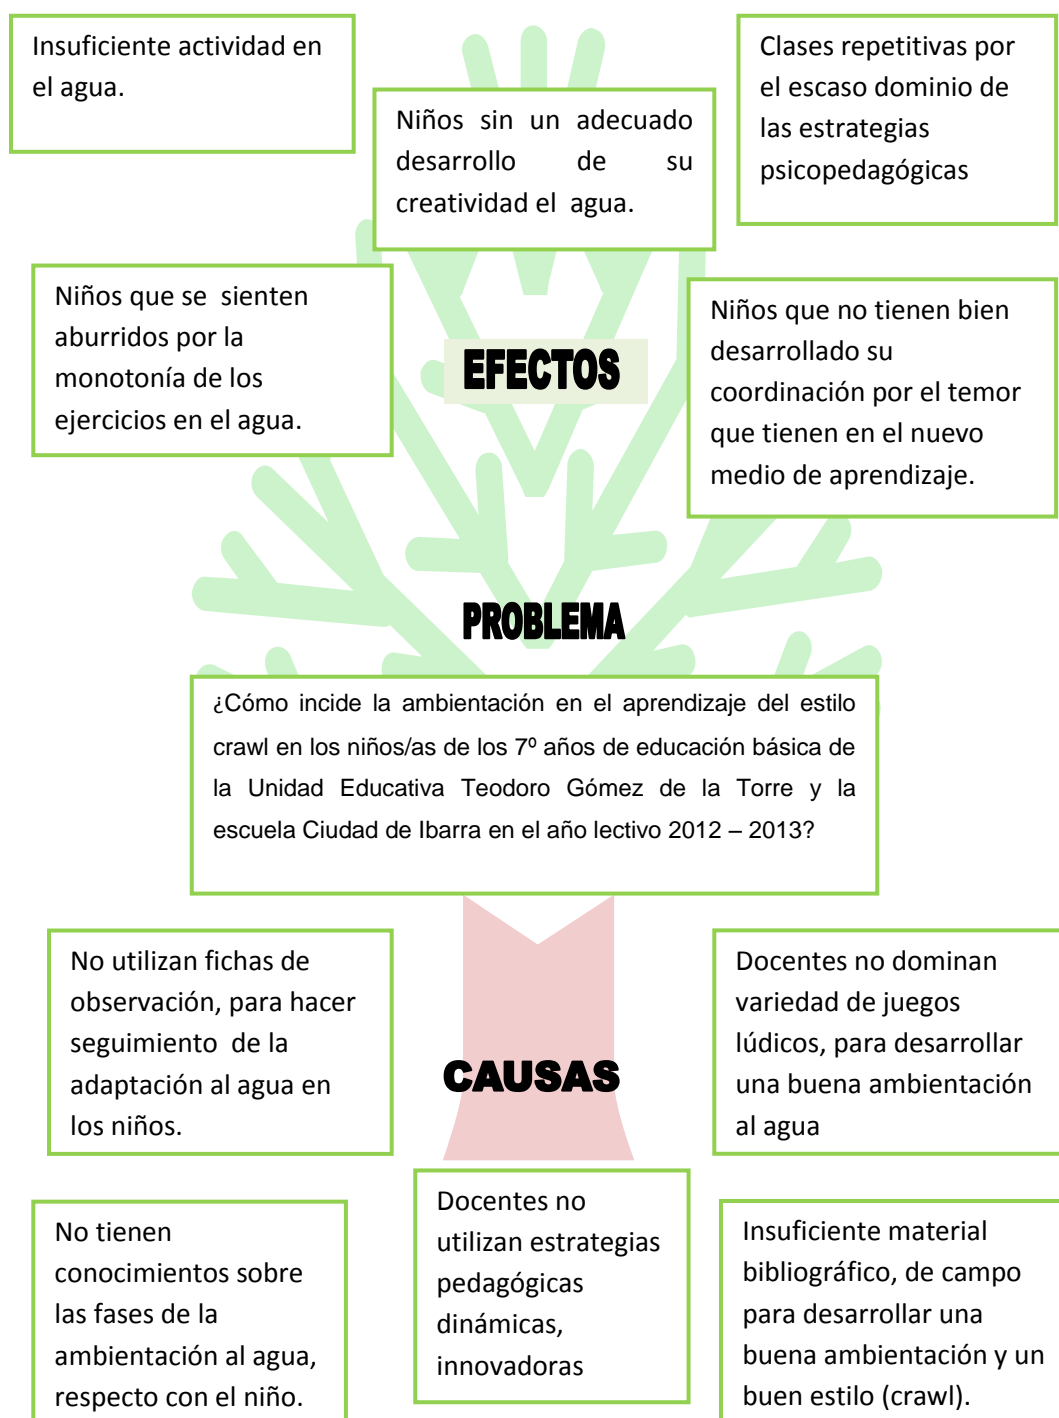 Insuficiente actividad en
el agua.
Niños sin un adecuado
desarrollo de su
creatividad el agua.
Clases repetitivas por
el escaso dominio de
las estrategias
psicopedagógicas
Niños que se sienten
aburridos por la
monotonía de los
ejercicios en el agua.
EFECTOS
Niños que no tienen bien
desarrollado su
coordinación por el temor
que tienen en el nuevo
medio de aprendizaje.
PROBLEMA
¿Cómo incide la ambientación en el aprendizaje del estilo
crawl en los niños/as de los 7º años de educación básica de
la Unidad Educativa Teodoro Gómez de la Torre y la
escuela Ciudad de Ibarra en el año lectivo 2012 – 2013?
No utilizan fichas de
observación, para hacer
seguimiento de la
adaptación al agua en
los niños.
CAUSAS
Docentes no dominan
variedad de juegos
lúdicos, para desarrollar
una buena ambientación
al agua
No tienen
conocimientos sobre
las fases de la
ambientación al agua,
respecto con el niño.
Docentes no
utilizan estrategias
pedagógicas
dinámicas,
innovadoras
Insuficiente material
bibliográfico, de campo
para desarrollar una
buena ambientación y un
buen estilo (crawl).